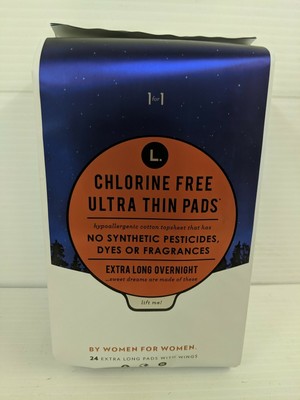 1for1
L.
CHLORINE FREE
ULTRA THIN PADS*
hypoallergenic cotton topsheet that has
NO SYNTHETIC PESTICIDES,
DYES OR FRAGRANCES
EXTRA LONG OVERNIGHT
...sweet dreams are made of these
{lift me}
BY WOMEN FOR WOMEN.
24 EXTRA LONG PADS WITH WINGS